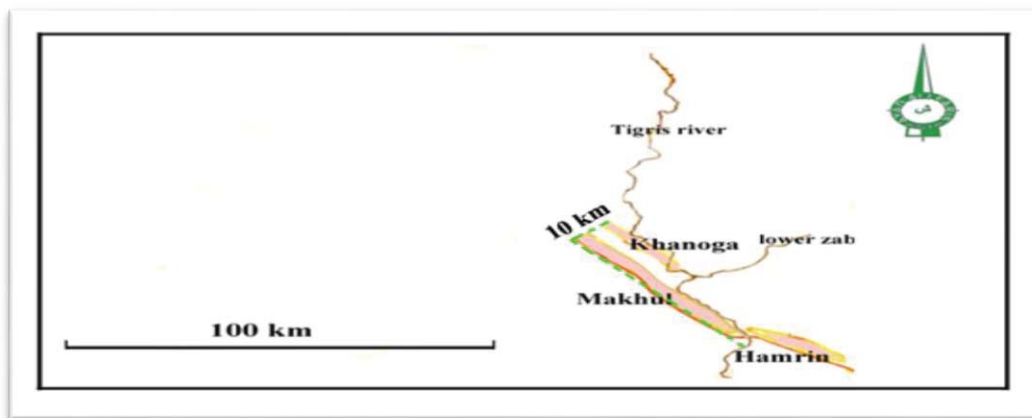 Tigris river
10 km
Khanoga
lower zab
Makhul
100 km
Hamrin